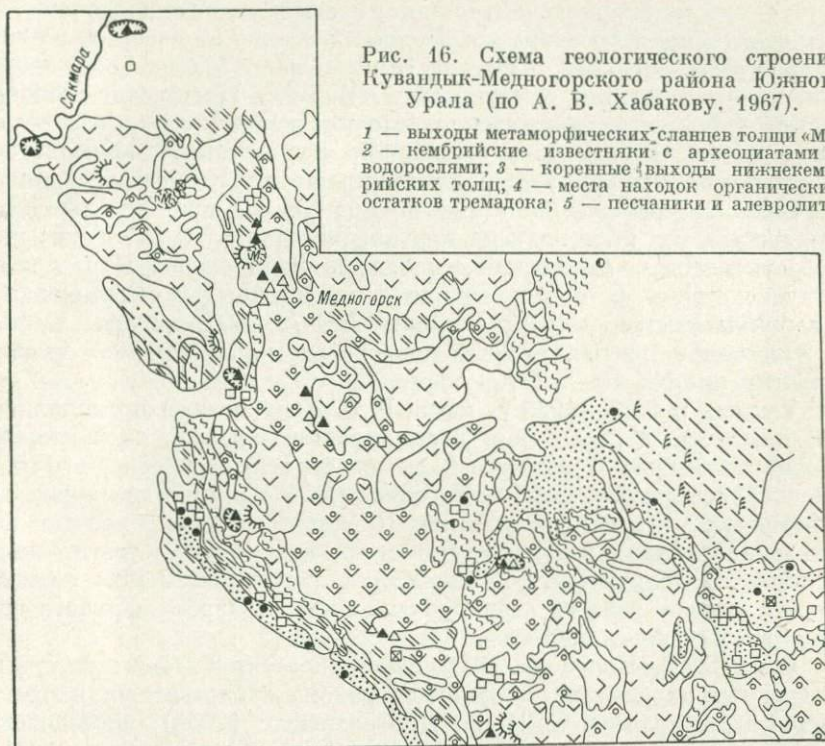 Рис. 16. Схема геологического строени
Кувандык-Медногорского района Южног
Урала (по А. В. Хабакову. 1967).
1 — выходы метаморфических сланцев толщи «М
2 — кембрийские известняки с археоциатами
водорослями; 3 — коренные выходы нижнекем
рийских толщ; 4 — места находок органически
остатков тремадока; 5 — песчаники и алевролит
Сакмара
Медногорск